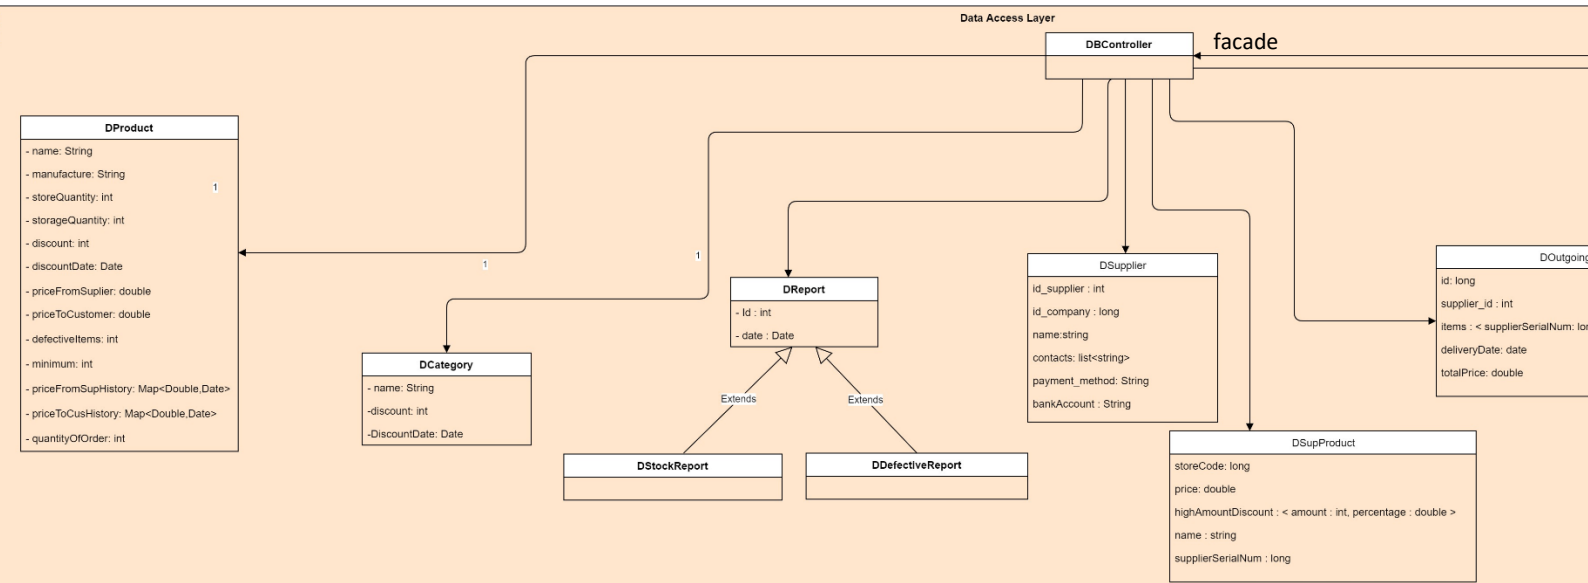 Data Access Layer
DBController
facade
DProduct
- name: String
- manufacture: String
1
- storeQuantity: int
- storageQuantity: int
- discount: int
- discountDate: Date
- priceFromSuplier: double
- priceToCustomer: double
- defectiveItems: int
- minimum: int
- priceFromSupHistory: Map<Double,Date>
- priceToCusHistory: Map<Double,Date>
- quantityOfOrder: int
1
1
DCategory
- name: String
-discount: int
-DiscountDate: Date
DReport
- Id : int
- date : Date
Extends
Extends
DStockReport
DDefectiveReport
DSupplier
id_supplier : int
id_company : long
name:string
contacts: list<string>
payment_method: String
bankAccount : String
DSupProduct
storeCode: long
price: double
highAmountDiscount : < amount : int, percentage : double >
name : string
supplierSerialNum : long
DOutgoing
id: long
supplier_id : int
items : < supplierSerialNum: lon
deliveryDate: date
totalPrice: double